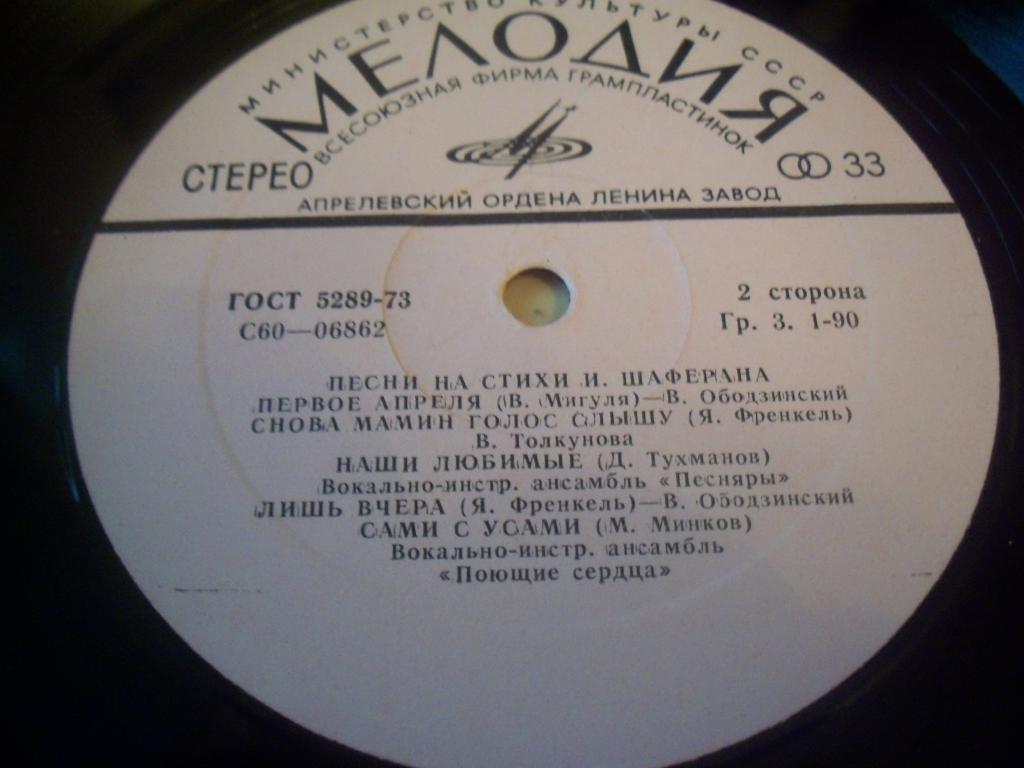 МИНИСТЕРСТВО КУЛЬТУРЫ СССР
МЕЛОДИЯ
ВСЕСОЮЗНАЯ ФИРМА ГРАМПЛАСТИНОК
СТЕРЕО
33
АПРЕЛЕВСКИЙ ОРДЕНА ЛЕНИНА ЗАВОД
ГОСТ 5289-73
С60—06862
2 сторона
Гр. 3. 1-90
ПЕСНИ НА СТИХИ И. ШАФЕРАНА
ПЕРВОЕ АПРЕЛЯ (В. Мигуля)—В. Ободзинский
СНОВА МАМИН ГОЛОС СЛЫШУ (Я. Френкель)
В. Толкунова
НАШИ ЛЮБИМЫЕ (Д. Тухманов)
Вокально-инстр. ансамбль «Песняры»
ЛИШЬ ВЧЕРА (Я. Френкель)—В. Ободзинский
САМИ С УСАМИ (М. Минков)
Вокально-инстр. ансамбль
«Поющие сердца»